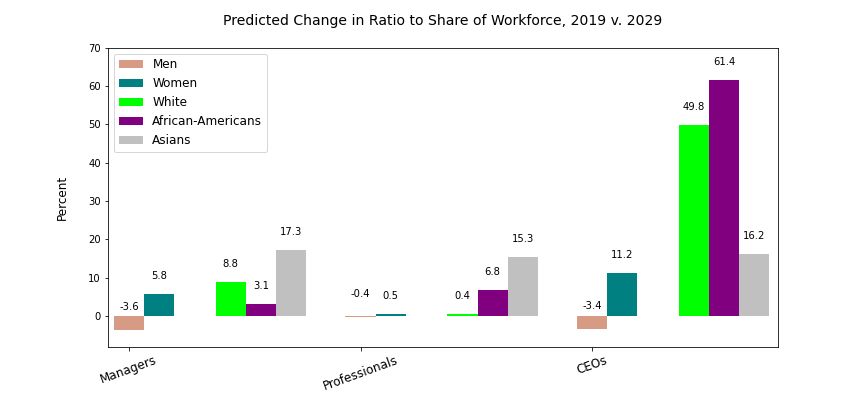 Predicted Change in Ratio to Share of Workforce, 2019 v. 2029
Percent
70
60
50
40
30
20
10
0
Men
Women
White
African-Americans
Asians
-3.6
5.8
8.8
3.1
17.3
-0.4
0.5
0.4
6.8
15.3
-3.4
11.2
49.8
61.4
16.2
Managers
Professionals
CEOs